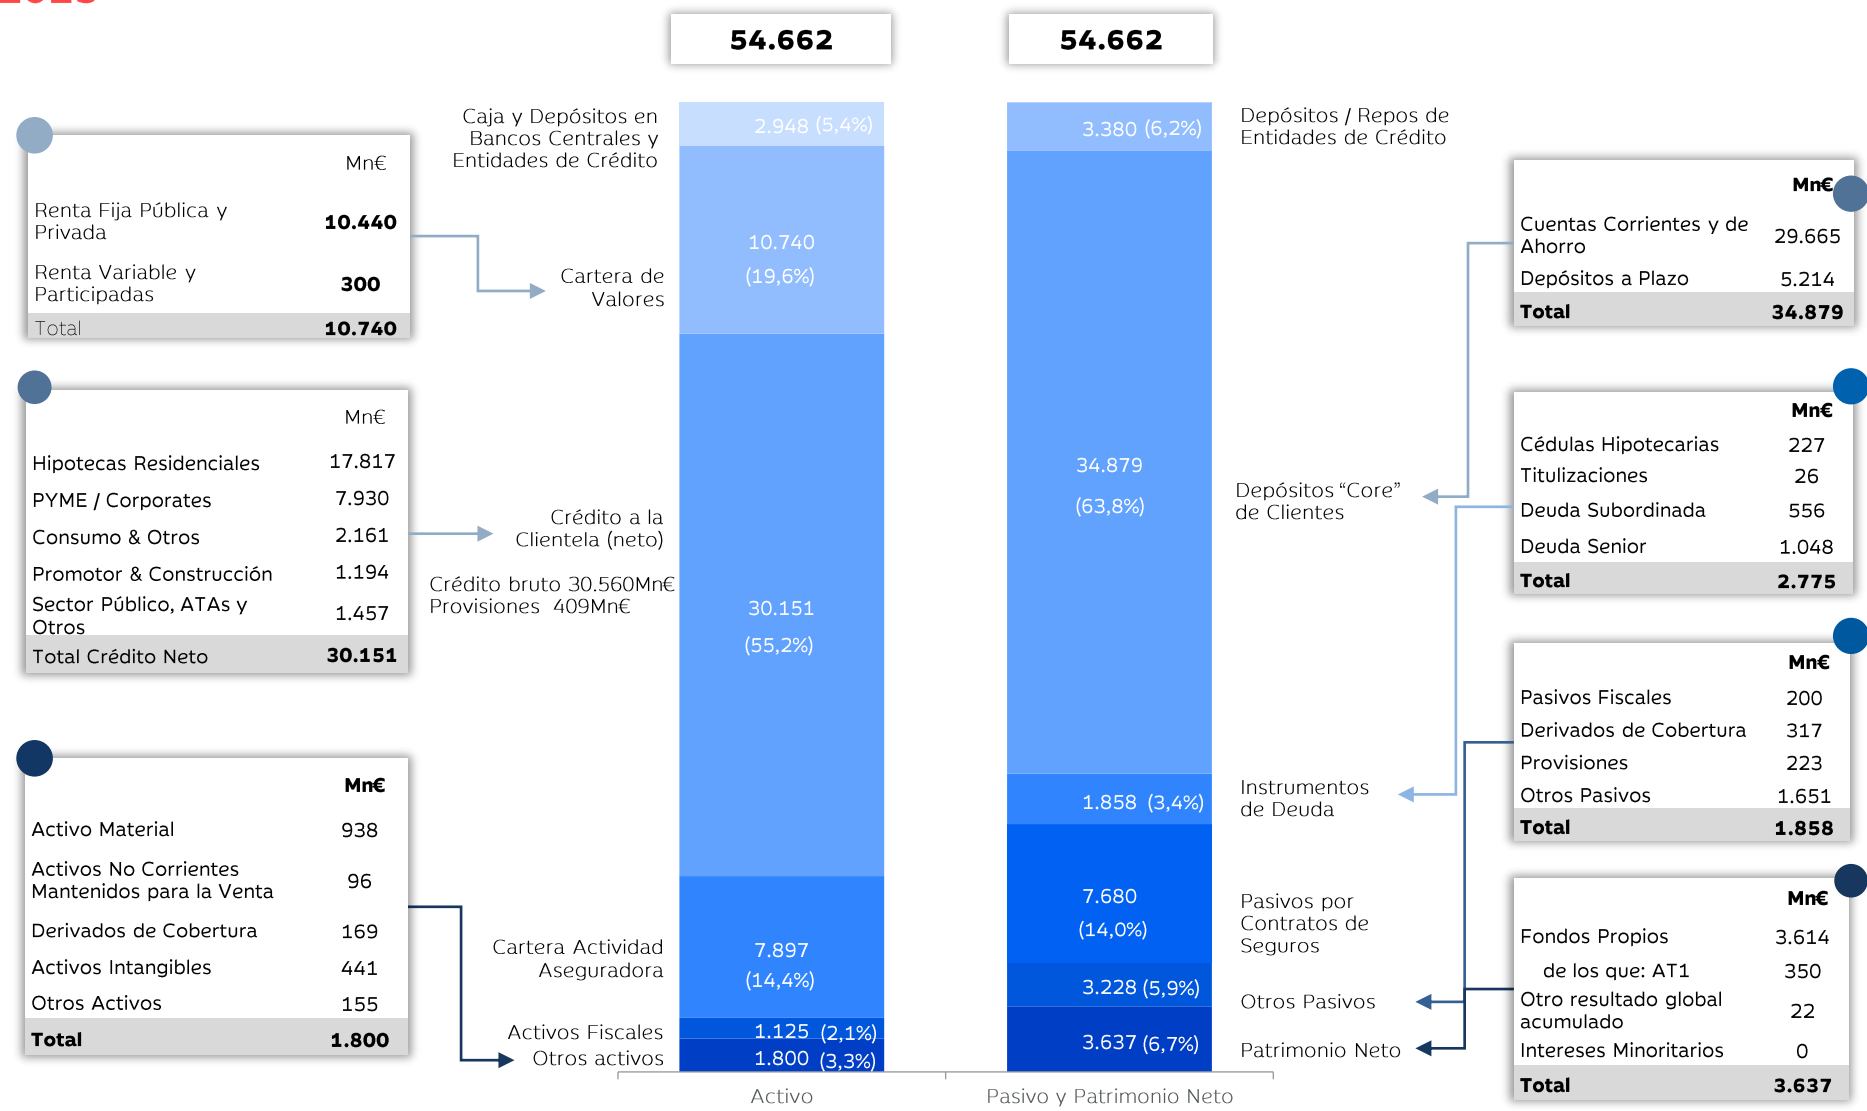 54.662
54.662
Mn€
Renta Fija Pública y
Privada
10.440
Renta Variable y
Participadas
300
Total 10.740
Mn€
Hipotecas Residenciales 17.817
PYME / Corporates 7.930
Consumo & Otros 2.161
Promotor & Construcción 1.194
Sector Público, ATAs y
Otros
1.457
Total Crédito Neto 30.151
Mn€
Activo Material 938
Activos No Corrientes
Mantenidos para la Venta
96
Derivados de Cobertura 169
Activos Intangibles 441
Otros Activos 155
Total 1.800
Caja y Depósitos en
Bancos Centrales y
Entidades de Crédito
Cartera de
Valores
Crédito a la
Clientela (neto)
Crédito bruto 30.560Mn€
Provisiones 409Mn€
Cartera Actividad
Aseguradora
Activos Fiscales
Otros activos
2.948 (5,4%)
10.740
(19,6%)
30.151
(55,2%)
7.897
(14,4%)
1.125 (2,1%)
1.800 (3,3%)
Activo
3.380 (6,2%)
34.879
(63,8%)
1.858 (3,4%)
7.680
(14,0%)
3.228 (5,9%)
3.637 (6,7%)
Pasivo y Patrimonio Neto
Depósitos / Repos de
Entidades de Crédito
Depósitos “Core”
de Clientes
Instrumentos
de Deuda
Pasivos por
Contratos de
Seguros
Otros Pasivos
Patrimonio Neto
Mn€
Cuentas Corrientes y de
Ahorro
29.665
Depósitos a Plazo 5.214
Total 34.879
Mn€
Cédulas Hipotecarias 227
Titulizaciones 26
Deuda Subordinada 556
Deuda Senior 1.048
Total 2.775
Mn€
Pasivos Fiscales 200
Derivados de Cobertura 317
Provisiones 223
Otros Pasivos 1.651
Total 1.858
Mn€
Fondos Propios 3.614
de los que: AT1 350
Otro resultado global
acumulado
22
Intereses Minoritarios 0
Total 3.637